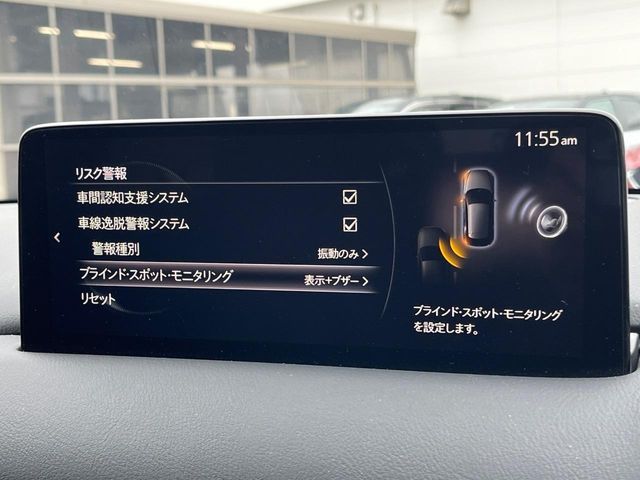 11:55am
リスク警報
車間認知支援システム
車線逸脱警報システム
警報種別 振動のみ
ブラインド･スポット･モニタリング 表示+ブザー
リセット
ブラインド･スポット･モニタリング
を設定します。